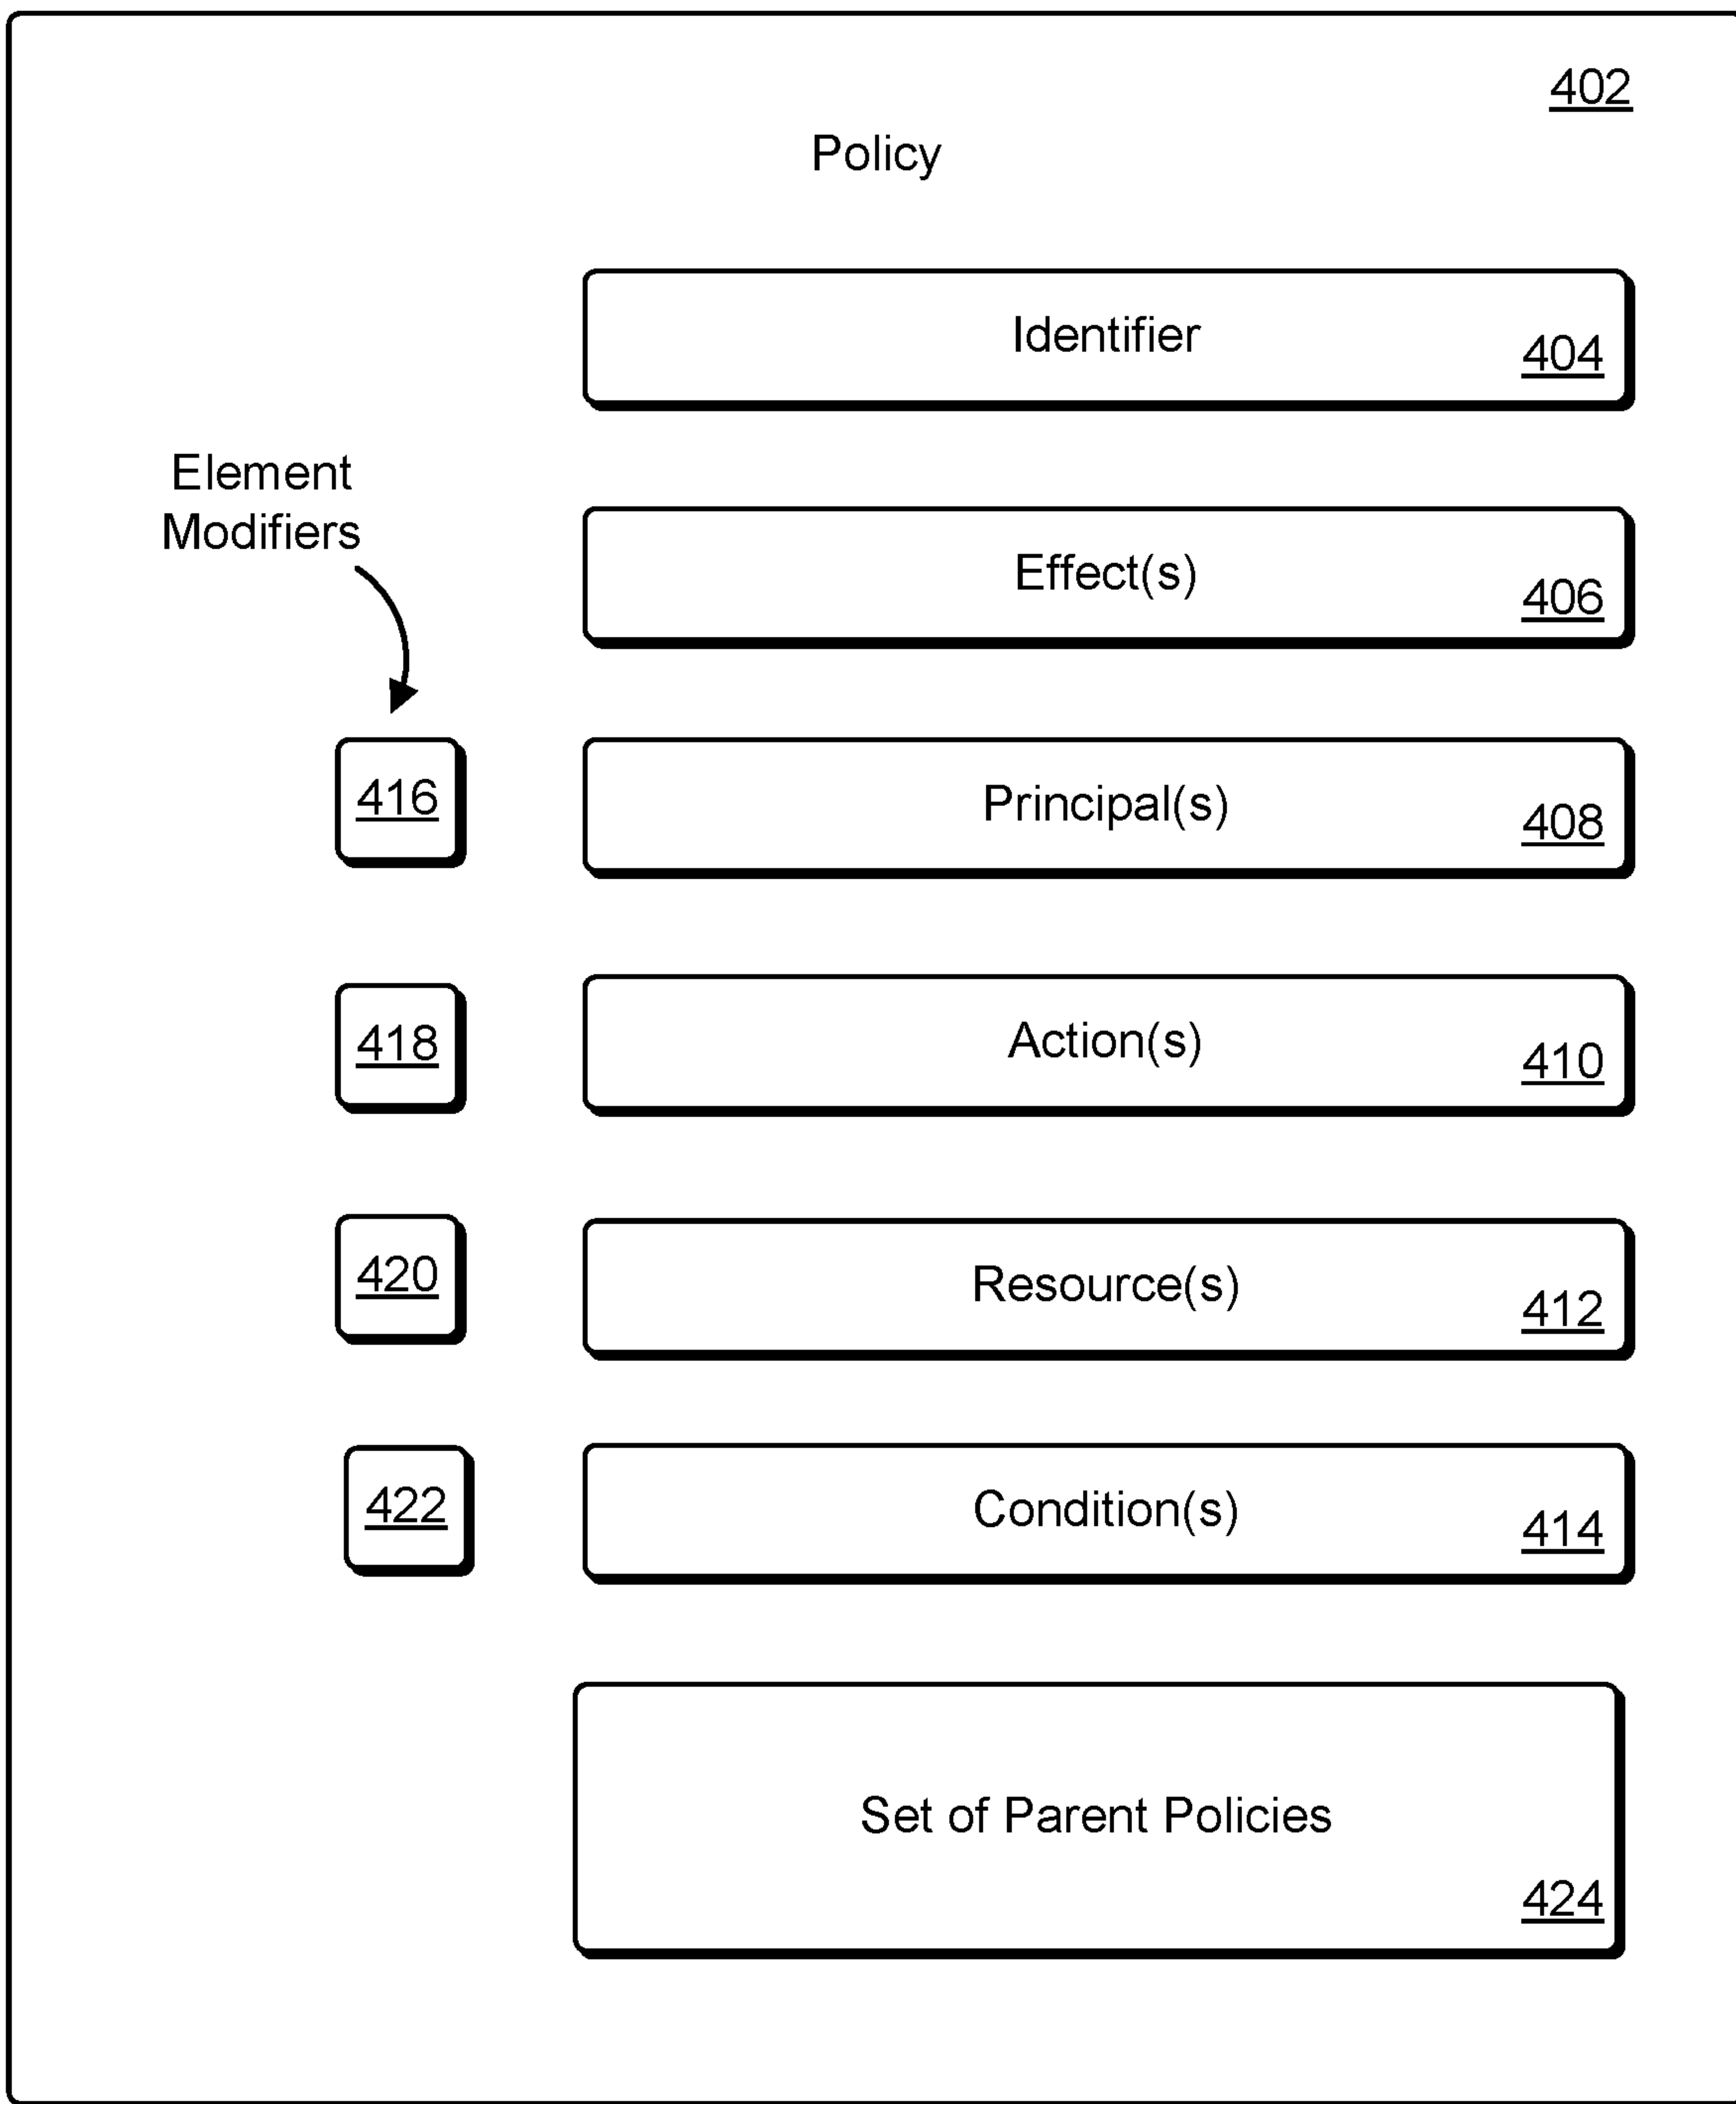 402
Policy
Identifier
404
Element
Modifiers
Effect(s)
406
416
Principal(s)
408
418
Action(s)
410
420
Resource(s)
412
422
Condition(s)
414
Set of Parent Policies
424